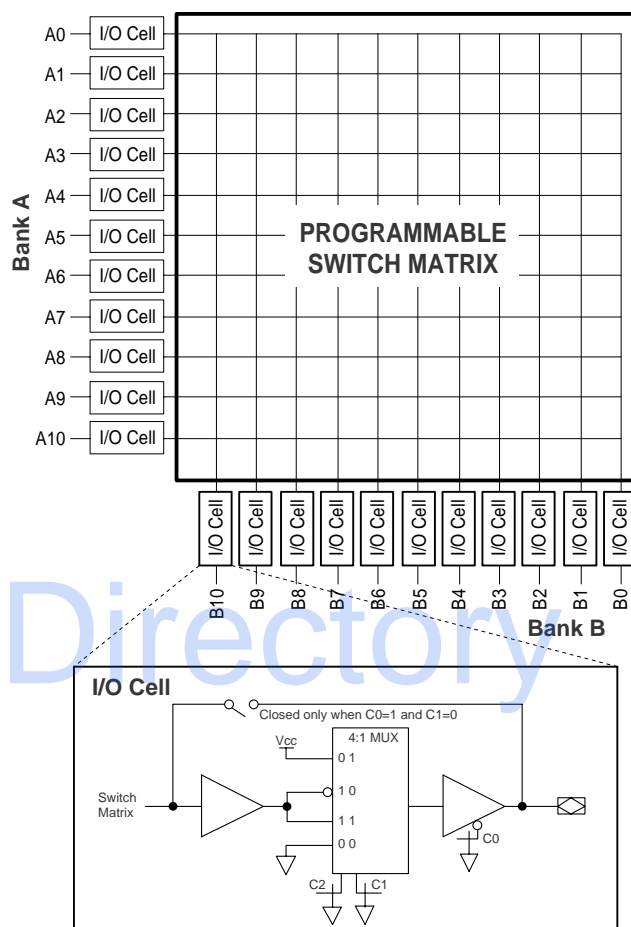 A0 I/O Cell
A1 I/O Cell
A2 I/O Cell
A3 I/O Cell
A4 I/O Cell
A5 I/O Cell
A6 I/O Cell
A7 I/O Cell
A8 I/O Cell
A9 I/O Cell
A10 I/O Cell
Bank A
PROGRAMMABLE
SWITCH MATRIX
I/O Cell I/O Cell I/O Cell I/O Cell I/O Cell I/O Cell I/O Cell I/O Cell I/O Cell I/O Cell I/O Cell
B10 B9 B8 B7 B6 B5 B4 B3 B2 B1 B0
Bank B
Directory
I/O Cell
Closed only when C0=1 and C1=0
Vcc
4:1 MUX
0 1
Switch
Matrix
1 0
1 1
0 0
C0
C2
C1